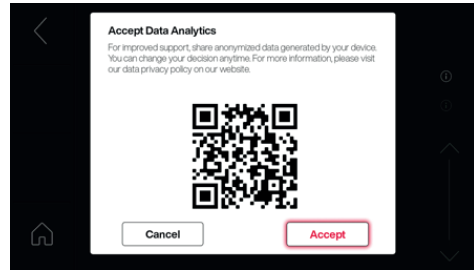 Accept Data Analytics
For improved support, share anonymized data generated by your device.
You can change your decision anytime. For more information, please visit
our data privacy policy on our website.
Cancel
Accept